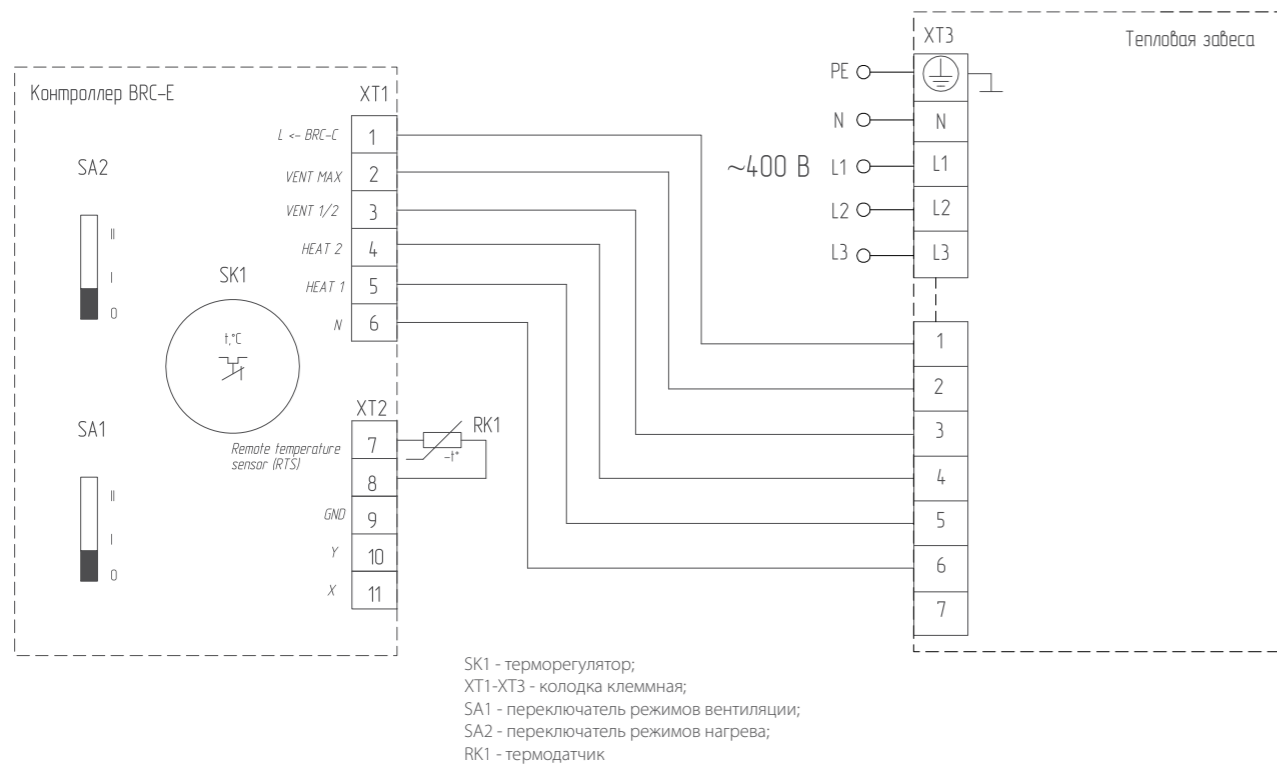 Контроллер BRC-E
XT1
L <- BRC-C 1
VENT MAX 2
VENT 1/2 3
HEAT 2 4
HEAT 1 5
N 6
SA2
II
I
0
SK1
t,°C
SA1
II
I
0
XT2
Remote temperature
sensor (RTS)
7
8
GND 9
Y 10
X 11
RK1
-t°
XT3
Тепловая завеса
PE
N N
~400 В
L1 L1
L2 L2
L3 L3
1
2
3
4
5
6
7
SK1 - терморегулятор;
XT1-XT3 - колодка клеммная;
SA1 - переключатель режимов вентиляции;
SA2 - переключатель режимов нагрева;
RK1 - термодатчик